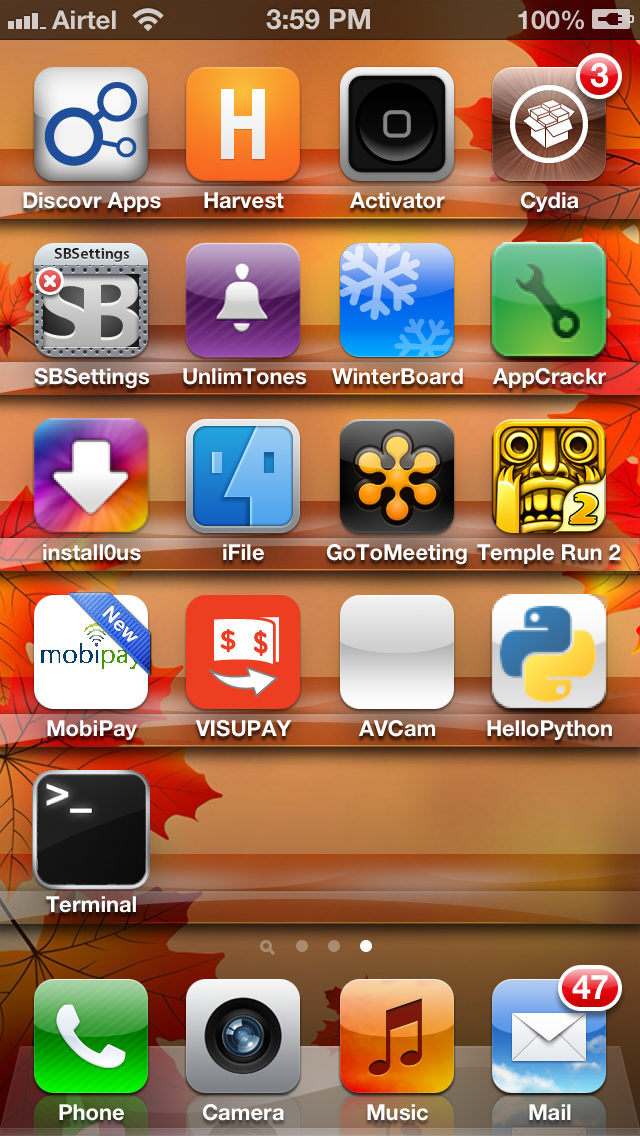 Airtel 3:59 PM 100%
H 3
Discovr Apps Harvest Activator Cydia
SBSettings
SB
SBSettings UnlimTones WinterBoard AppCrackr
2
install0us iFile GoToMeeting Temple Run 2
New
mobipay $ $
MobiPay VISUPAY AVCam HelloPython
>_
Terminal
47
Phone Camera Music Mail